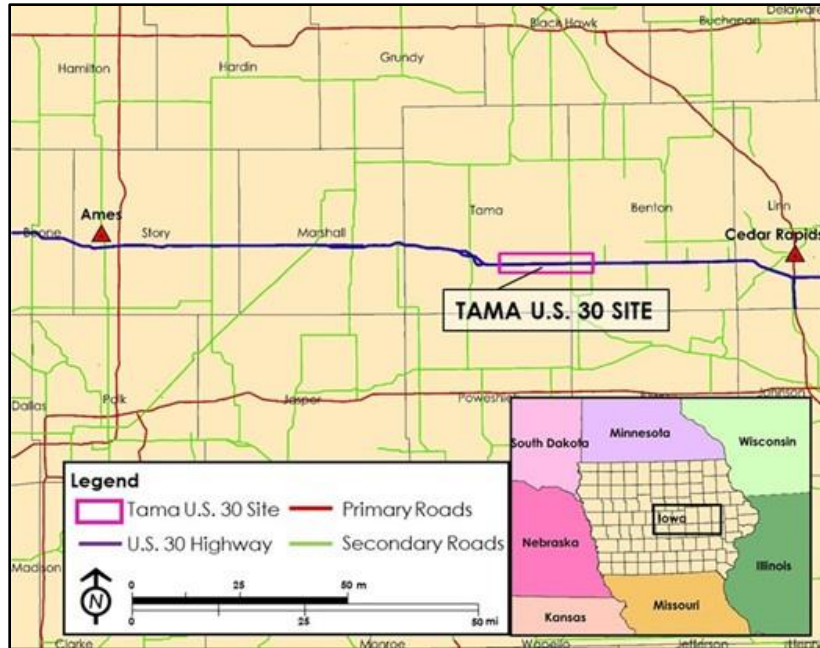 Delaware
Black Hawk
Buchanan
Grundy
Hamilton
Hardin
Ames
Tama
Benton
Linn
Boone
Story
Marshall
Cedar Rapids
TAMA U.S. 30 SITE
Dallas
Polk
Jasper
Poweshiek
Johnson
Minnesota
South Dakota
Wisconsin
Legend
Tama U.S. 30 Site
Primary Roads
Iowa
U.S. 30 Highway
Secondary Roads
Nebraska
Illinois
Madison
0 25 50 m
N
0 25 50 mi
Missouri
Kansas
Clarke
Monroe
Wapello
Jefferson